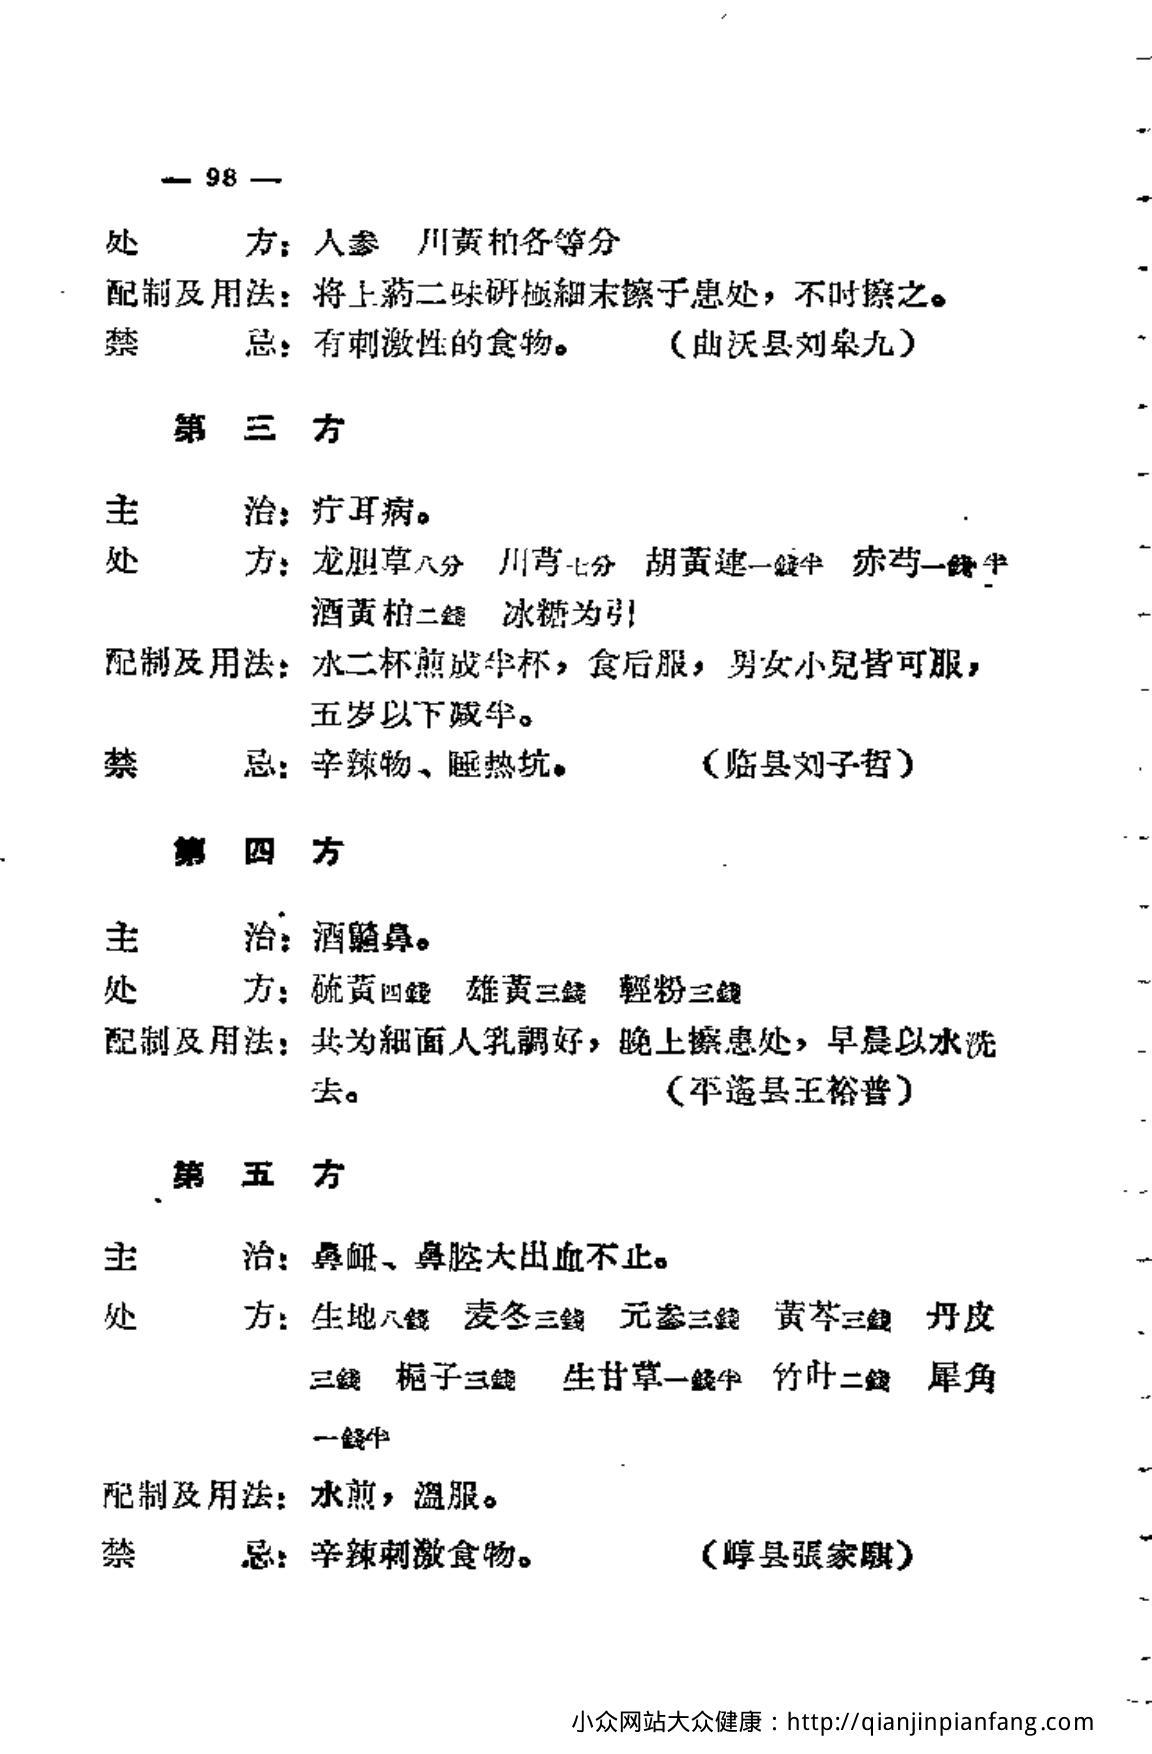 — 98 —
处　方：人参　川黄柏各等分
配制及用法：将上药二味研極細末擦于患处，不时擦之。
禁　忌：有刺激性的食物。　（曲沃县刘皋九）
第三方
主　治：疔耳病。
处　方：龙胆草八分　川芎七分　胡黄連一錢半　赤芍一錢半
酒黄柏二錢　冰糖为引
配制及用法：水二杯煎成半杯，食后服，男女小兒皆可服，
五岁以下减半。
禁　忌：辛辣物、睡热坑。　（临县刘子哲）
第四方
主　治：酒齇鼻。
处　方：硫黄四錢　雄黄三錢　輕粉三錢
配制及用法：共为細面人乳調好，晚上擦患处，早晨以水洗
去。　（平遙县王裕普）
第五方
主　治：鼻衄、鼻腔大出血不止。
处　方：生地八錢　麦冬三錢　元参三錢　黄芩三錢　丹皮
三錢　梔子三錢　生甘草一錢半　竹叶二錢　犀角
一錢半
配制及用法：水煎，溫服。
禁　忌：辛辣刺激食物。　（崞县張家騏）
小众网站大众健康：http://qianjinpianfang.com